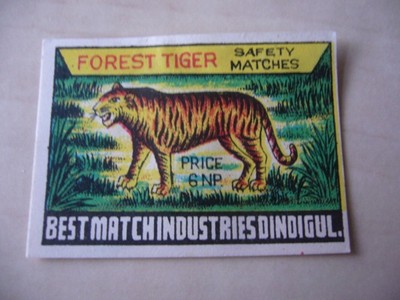 FOREST TIGER SAFETY MATCHES
PRICE
6 NP.
BEST MATCH INDUSTRIES DINDIGUL.